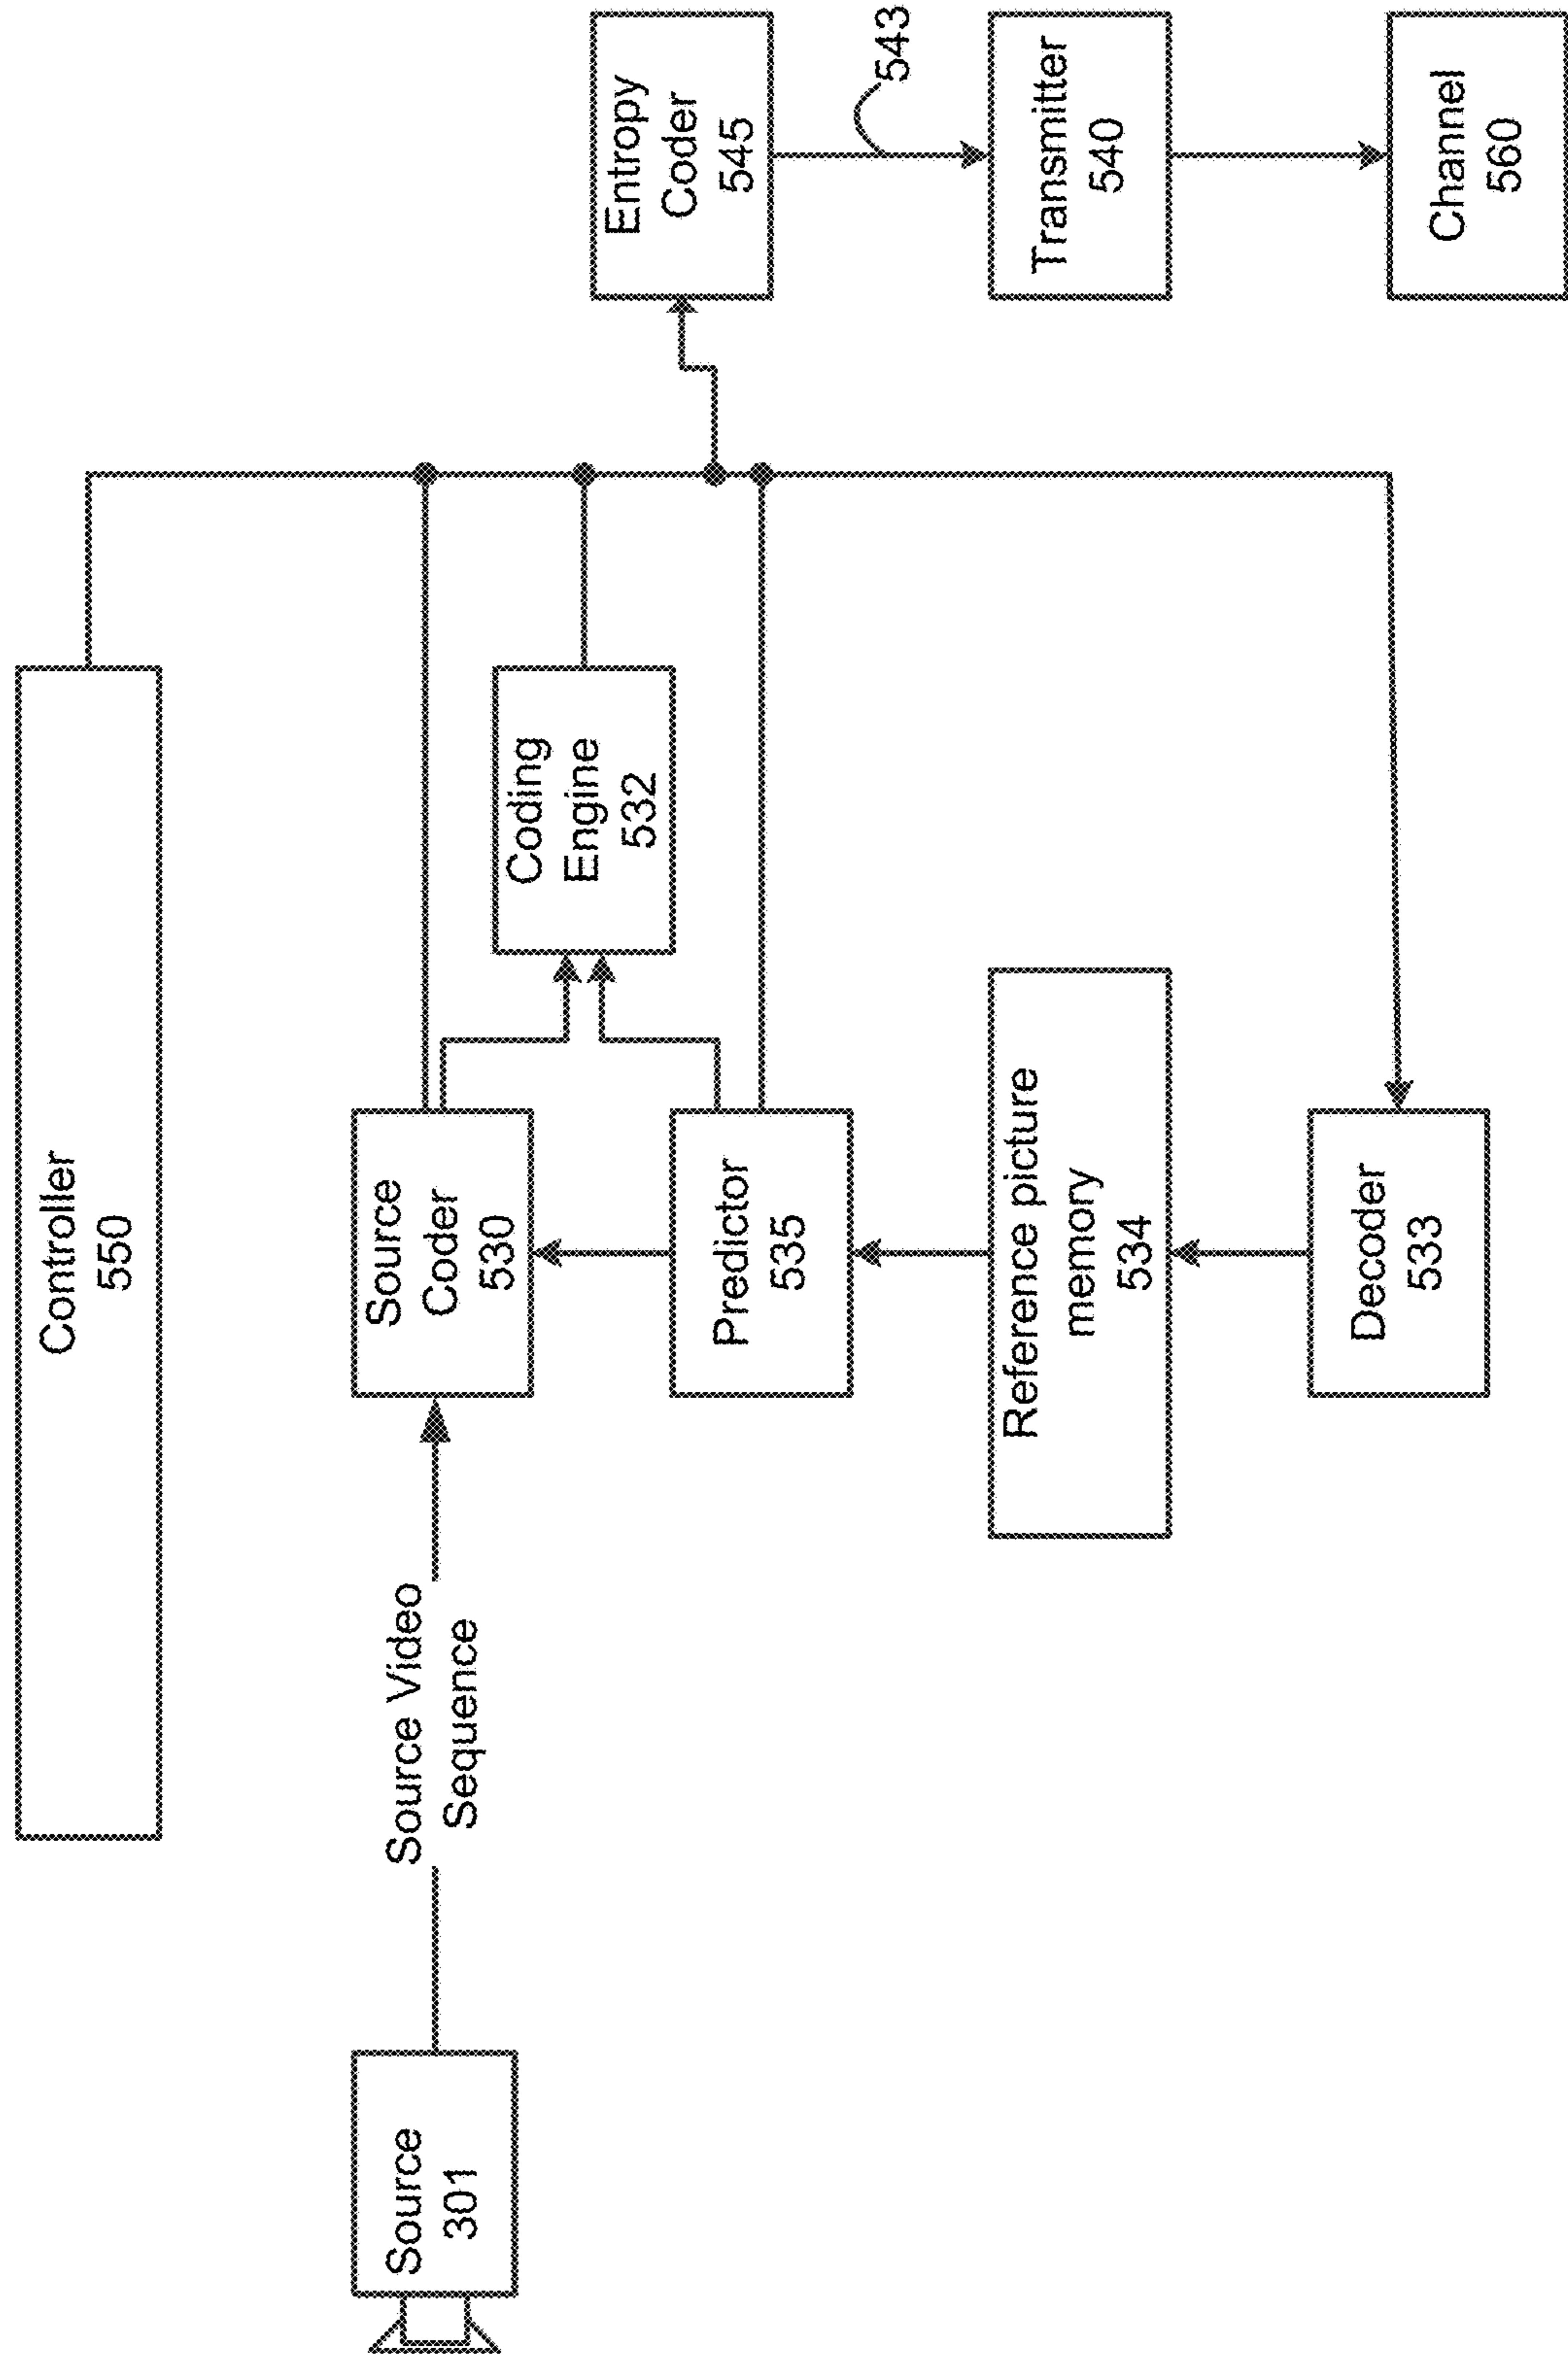 Controller
550
Source
301
Source Video
Sequence
Source
Coder
530
Coding
Engine
532
Entropy
Coder
545
Predictor
535
543
Reference picture
memory
534
Transmitter
540
Decoder
533
Channel
560